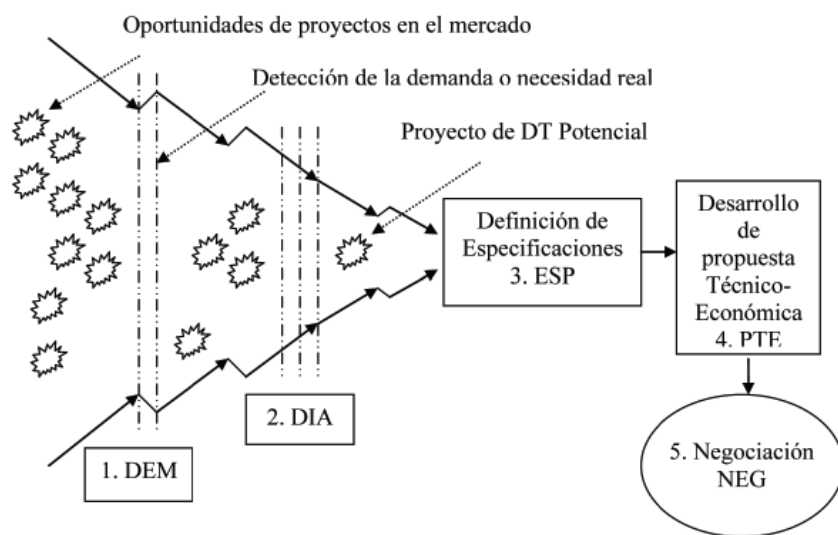 Oportunidades de proyectos en el mercado
Detección de la demanda o necesidad real
Proyecto de DT Potencial
Definición de
Especificaciones
3. ESP
Desarrollo
de
propuesta
Técnico-
Económica
4. PTE
2. DIA
1. DEM
5. Negociación
NEG